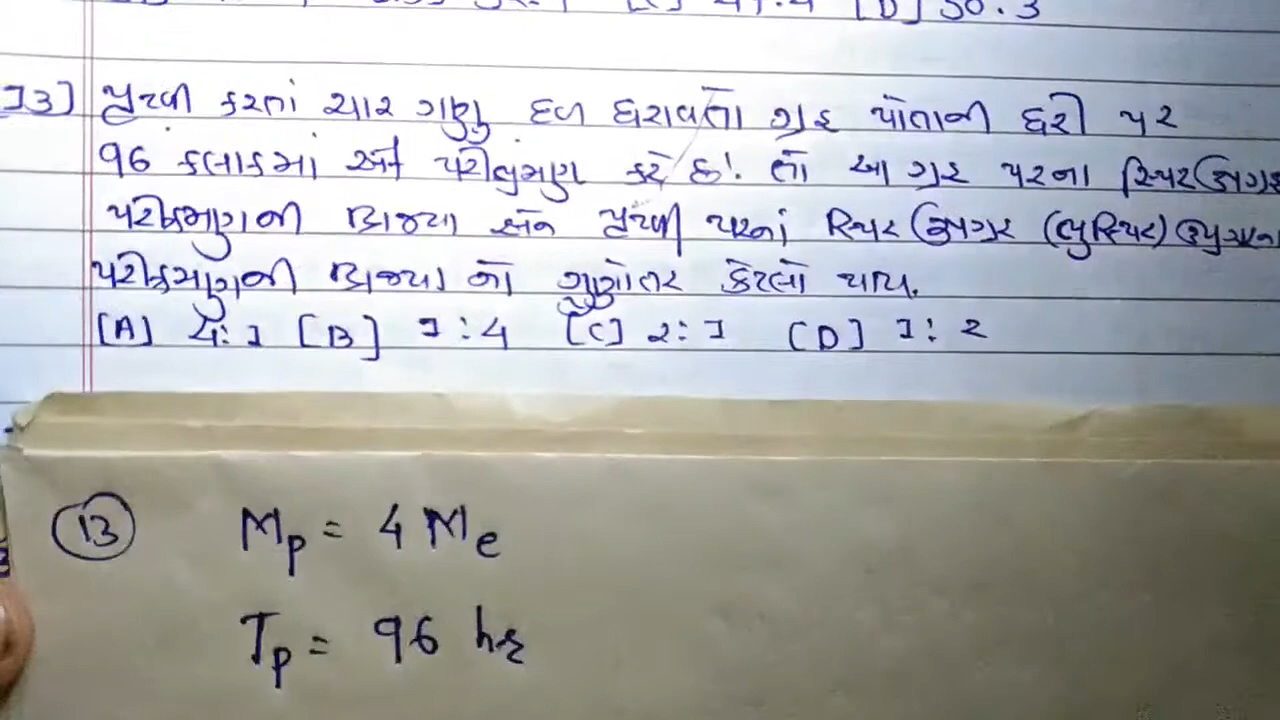 [D] 50.3
13] પૃથ્વી કરતાં ચાર ગણુ દળ ધરાવતો ગ્રહ પોતાની ધરી પર
96 કલાકમાં એક પરીભ્રમણ કરે છે. તો આ ગ્રહ પરના સ્થિર
પરીક્રમણની ત્રિજ્યા અને પૃથ્વી પરનાં સ્થિર (ભુસ્થિર)
પરીક્રમણની ત્રિજ્યા નો ગુણોતર કેટલો થાય.
[A] 4:1 [B] 1:4 [C] 2:1 [D] 1:2
13 Mp = 4 Me
Tp = 96 hr